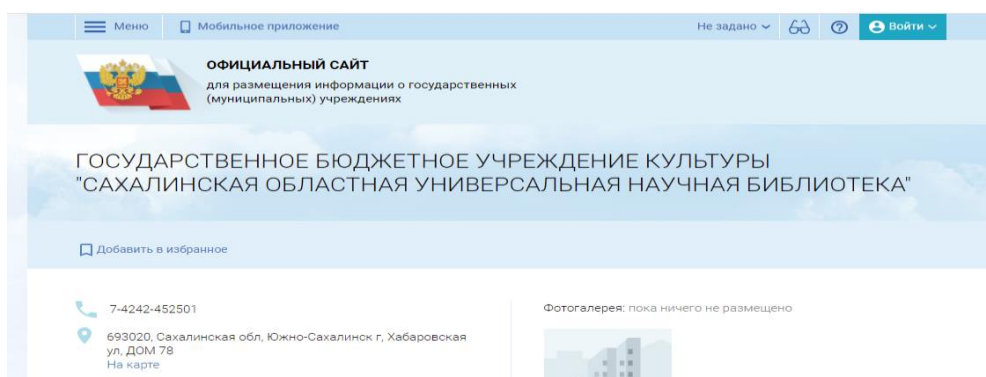 Меню Мобильное приложение Не задано Войти
ОФИЦИАЛЬНЫЙ САЙТ
для размещения информации о государственных
(муниципальных) учреждениях
ГОСУДАРСТВЕННОЕ БЮДЖЕТНОЕ УЧРЕЖДЕНИЕ КУЛЬТУРЫ
"САХАЛИНСКАЯ ОБЛАСТНАЯ УНИВЕРСАЛЬНАЯ НАУЧНАЯ БИБЛИОТЕКА"
Добавить в избранное
7-4242-452501
693020, Сахалинская обл, Южно-Сахалинск г, Хабаровская
ул, ДОМ 78
На карте
Фотогалерея: пока ничего не размещено